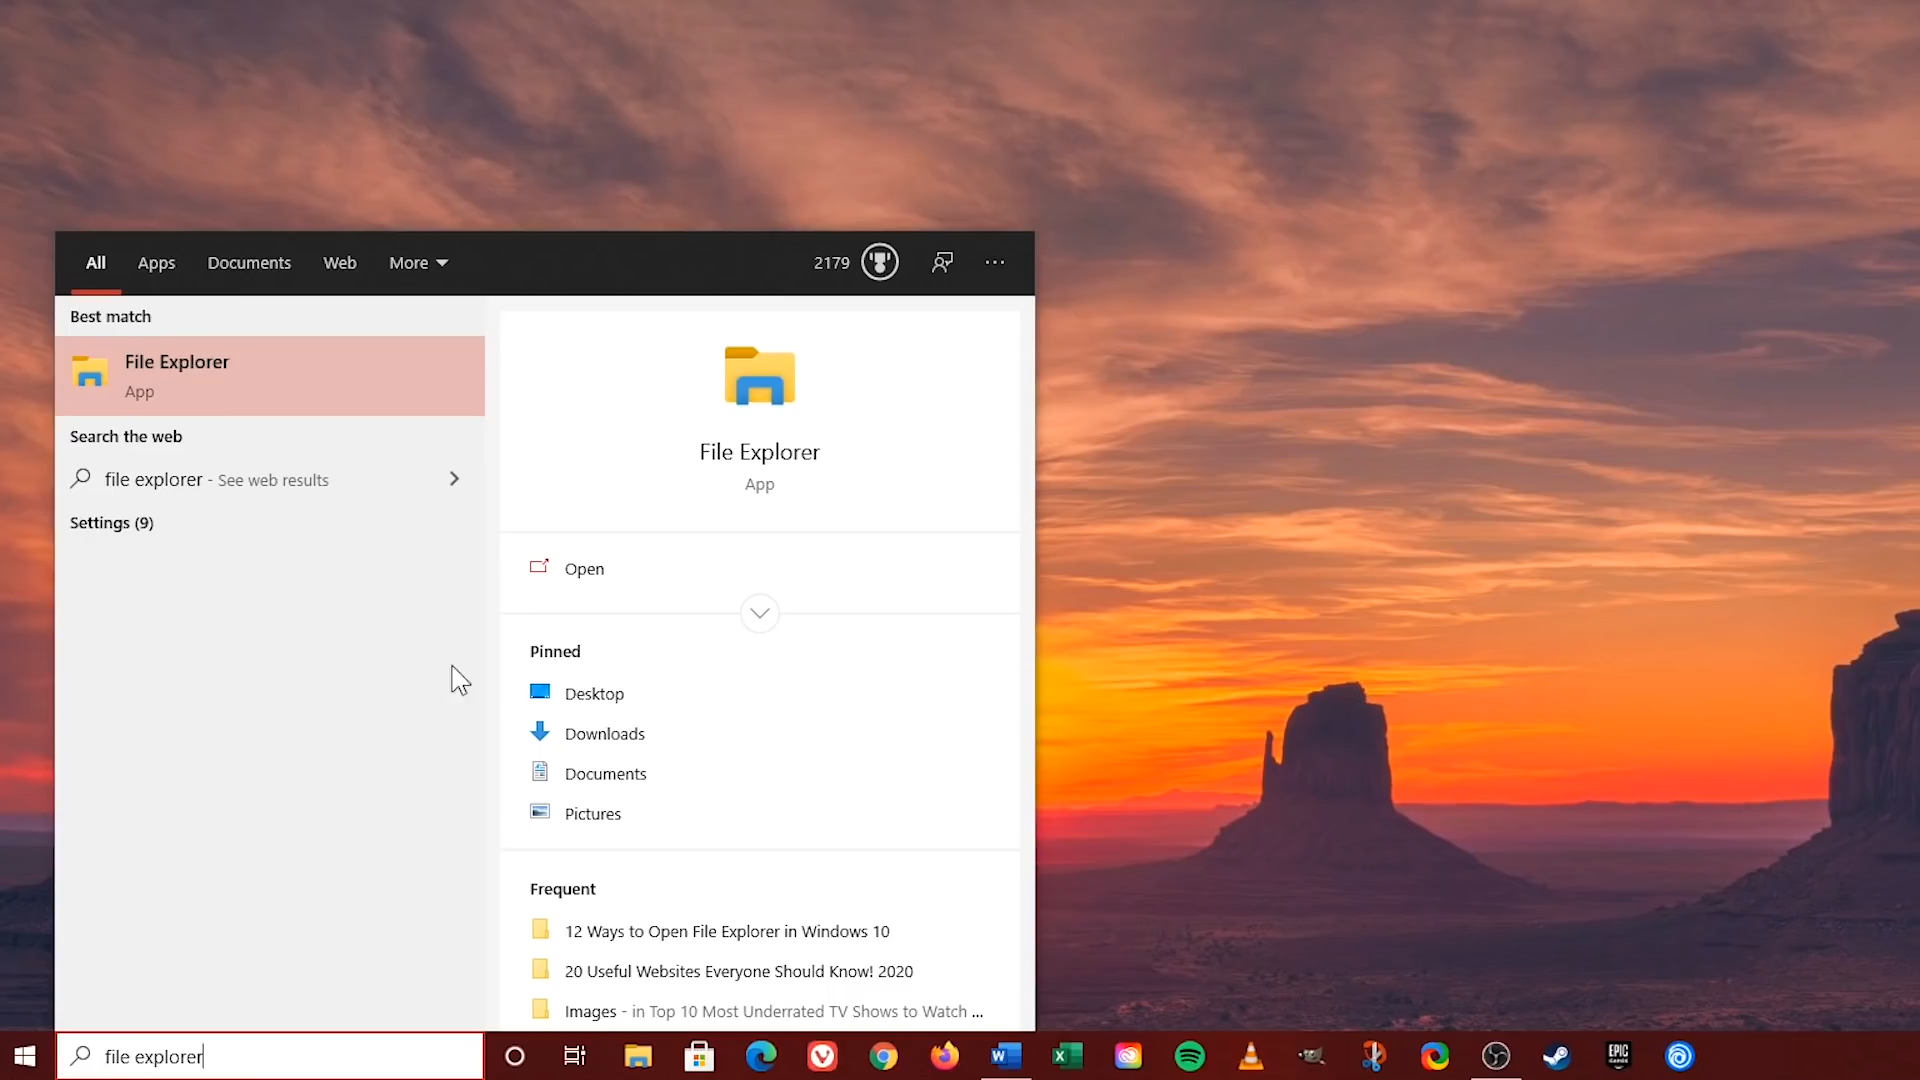 All Apps Documents Web More 2179
Best match
File Explorer
App
Search the web
file explorer - See web results
Settings (9)
File Explorer
App
Open
Pinned
Desktop
Downloads
Documents
Pictures
Frequent
12 Ways to Open File Explorer in Windows 10
20 Useful Websites Everyone Should Know! 2020
Images - in Top 10 Most Underrated TV Shows to Watch ...
file explorer
EPIC
GAMES